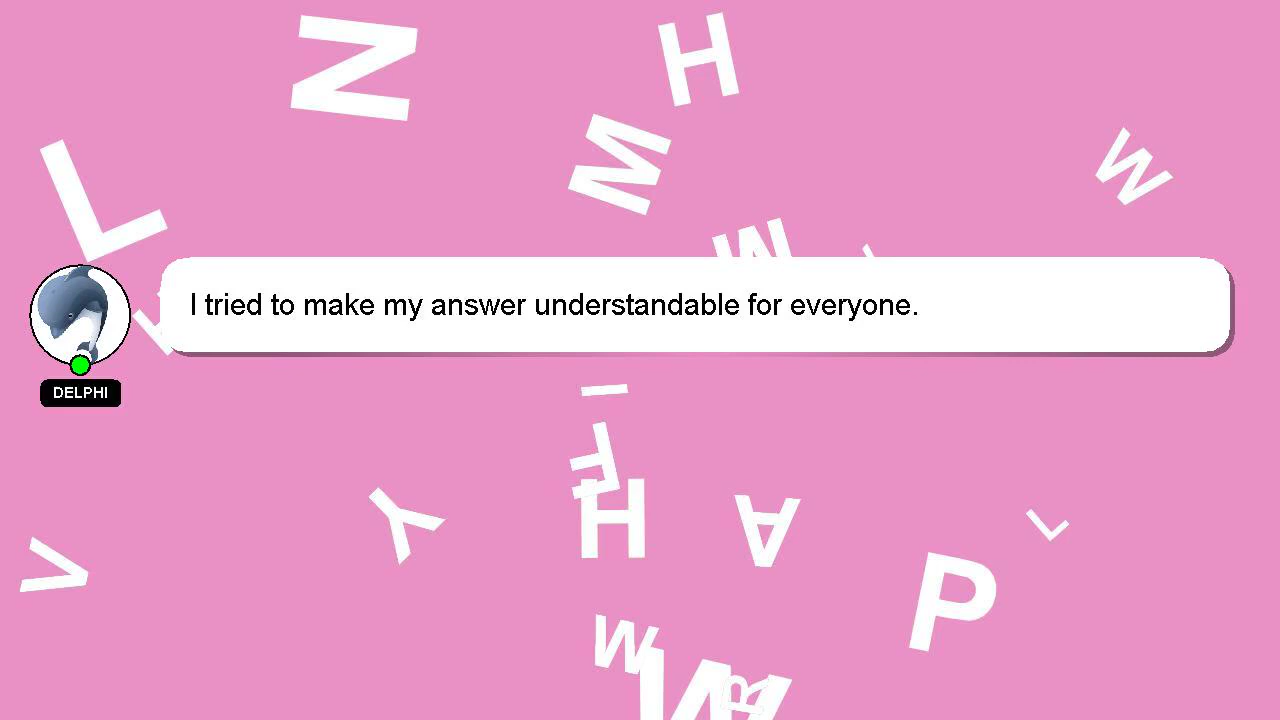 N
H
M
L
W
W
I tried to make my answer understandable for everyone.
DELPHI
I
F
H
Y
A
L
V
P
W
W
R